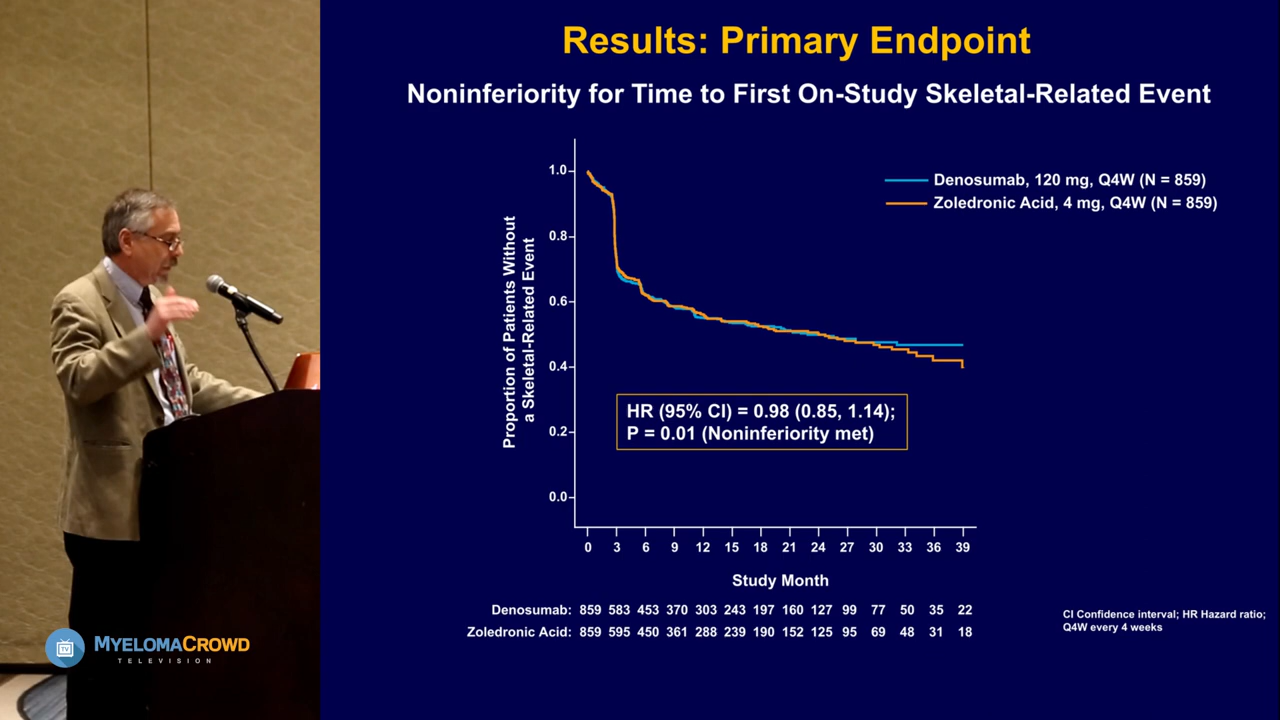 Results: Primary Endpoint
Noninferiority for Time to First On-Study Skeletal-Related Event
Denosumab, 120 mg, Q4W (N = 859)
Zoledronic Acid, 4 mg, Q4W (N = 859)
Proportion of Patients Without
a Skeletal-Related Event
1.0
0.8
0.6
0.4
0.2
0.0
HR (95% CI) = 0.98 (0.85, 1.14);
P = 0.01 (Noninferiority met)
0 3 6 9 12 15 18 21 24 27 30 33 36 39
Study Month
Denosumab: 859 583 453 370 303 243 197 160 127 99 77 50 35 22
Zoledronic Acid: 859 595 450 361 288 239 190 152 125 95 69 48 31 18
CI Confidence interval; HR Hazard ratio;
Q4W every 4 weeks
TV
MYELOMACROWD
TELEVISION